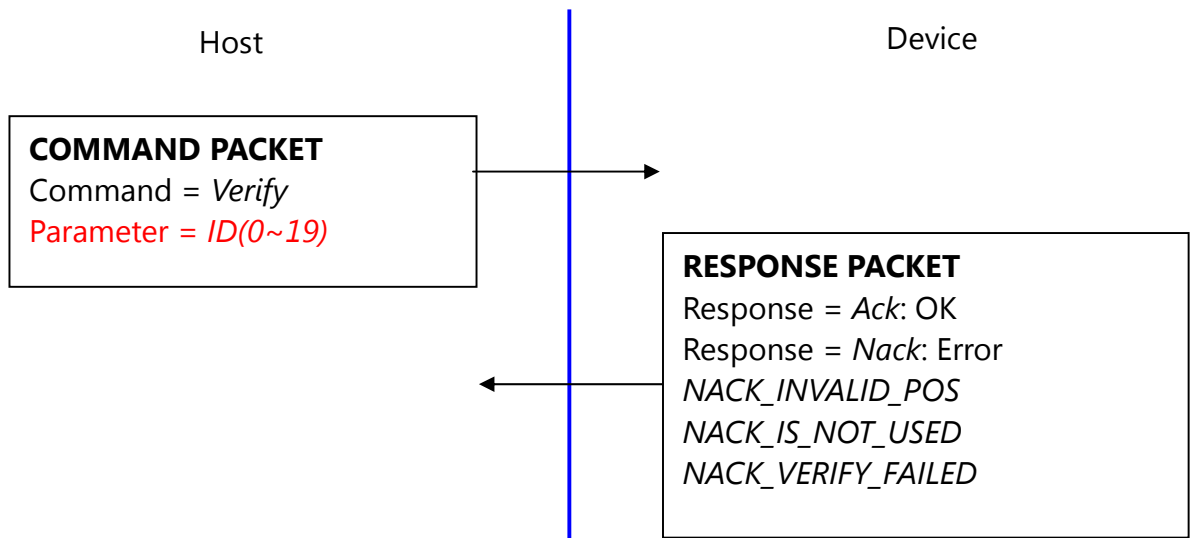 Host
Device
COMMAND PACKET
Command = Verify
Parameter = ID(0~19)
RESPONSE PACKET
Response = Ack: OK
Response = Nack: Error
NACK_INVALID_POS
NACK_IS_NOT_USED
NACK_VERIFY_FAILED